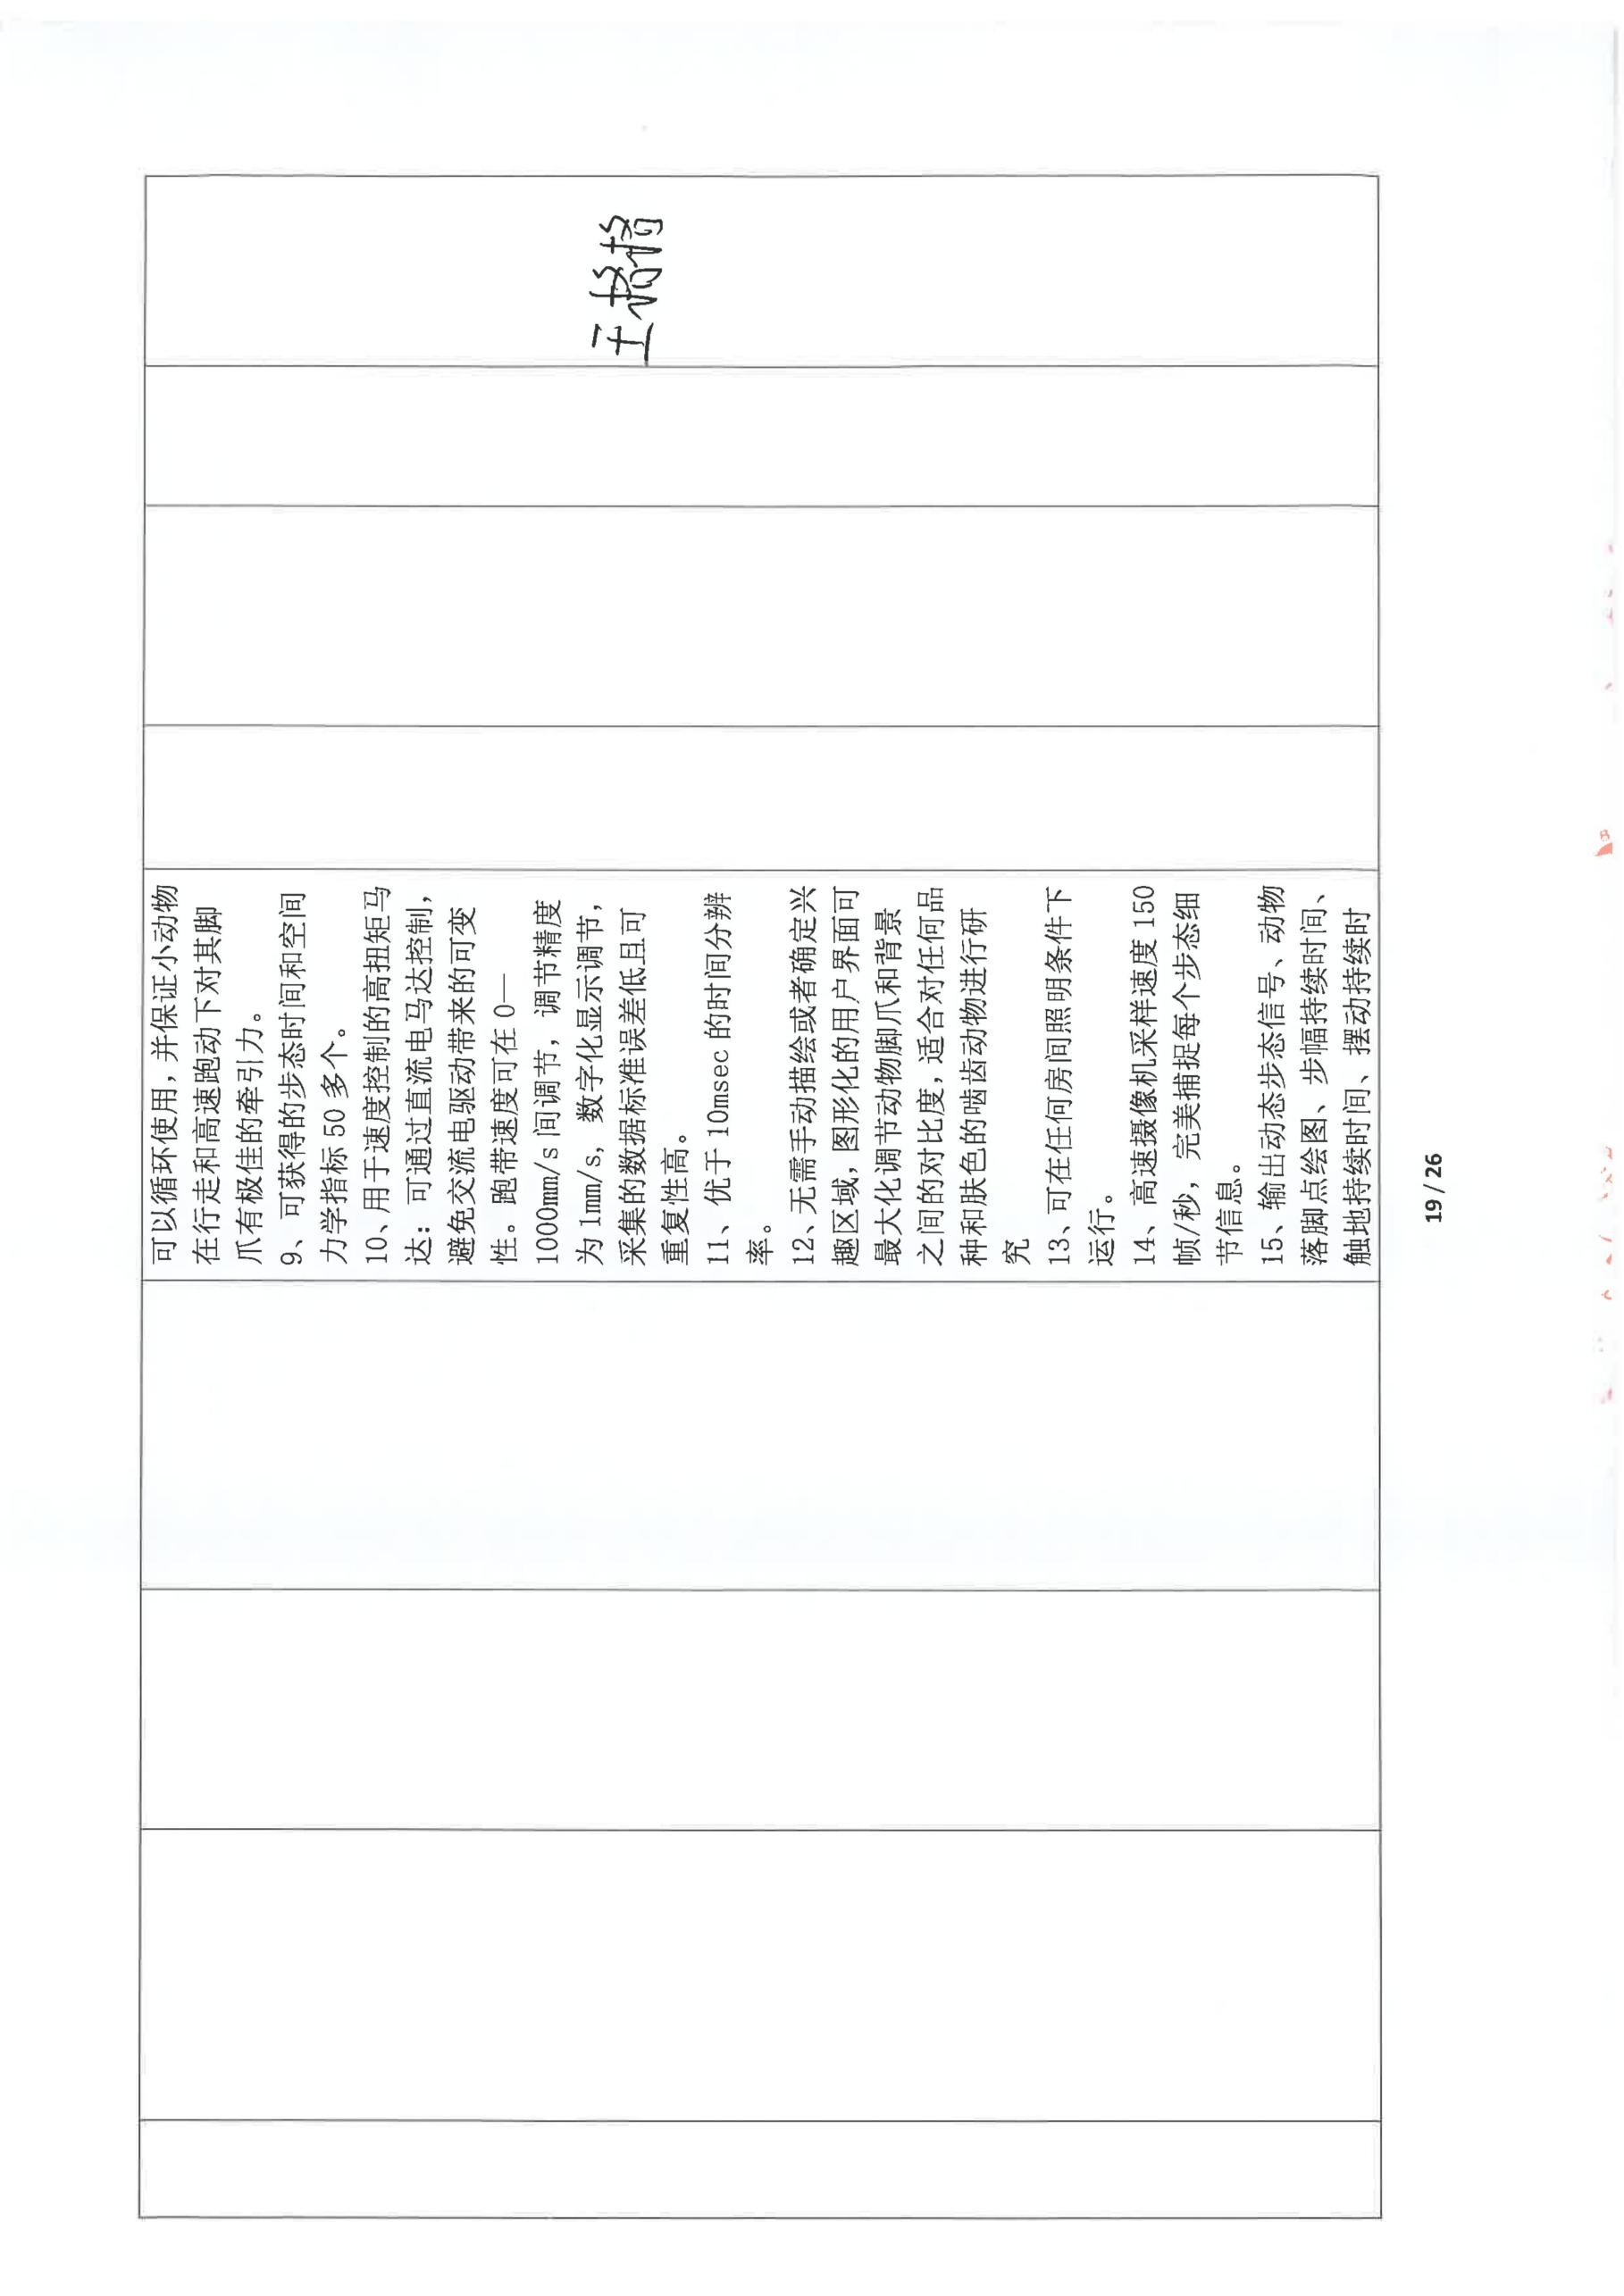 可以循环使用，并保证小动物
在行走和高速跑动下对其脚
爪有极佳的牵引力。
9、可获得的步态时间和空间
力学指标 50 多个。
10、用于速度控制的高扭矩马
达：可通过直流电马达控制，
避免交流电驱动带来的可变
性。跑带速度可在 0—
1000mm/s 间调节，调节精度
为 1mm/s，数字化显示调节，
采集的数据标准误差低且可
重复性高。
11、优于 10msec 的时间分辨
率。
12、无需手动描绘或者确定兴
趣区域，图形化的用户界面可
最大化调节动物脚爪和背景
之间的对比度，适合对任何品
种和肤色的啮齿动物进行研
究
13、可在任何房间照明条件下
运行。
14、高速摄像机采样速度 150
帧/秒，完美捕捉每个步态细
节信息。
15、输出动态步态信号、动物
落脚点绘图、步幅持续时间、
触地持续时间、摆动持续时
王格格
19 / 26